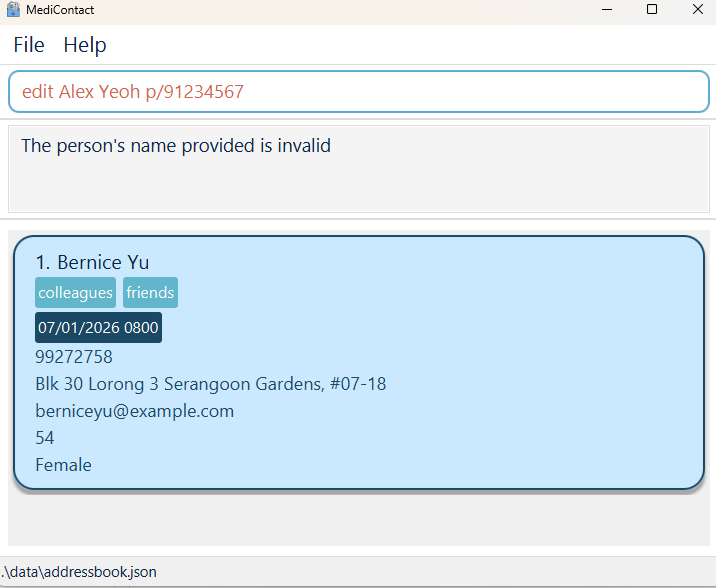 MediContact
File Help
edit Alex Yeoh p/91234567
The person's name provided is invalid
1. Bernice Yu
colleagues friends
07/01/2026 0800
99272758
Blk 30 Lorong 3 Serangoon Gardens, #07-18
berniceyu@example.com
54
Female
.\data\addressbook.json